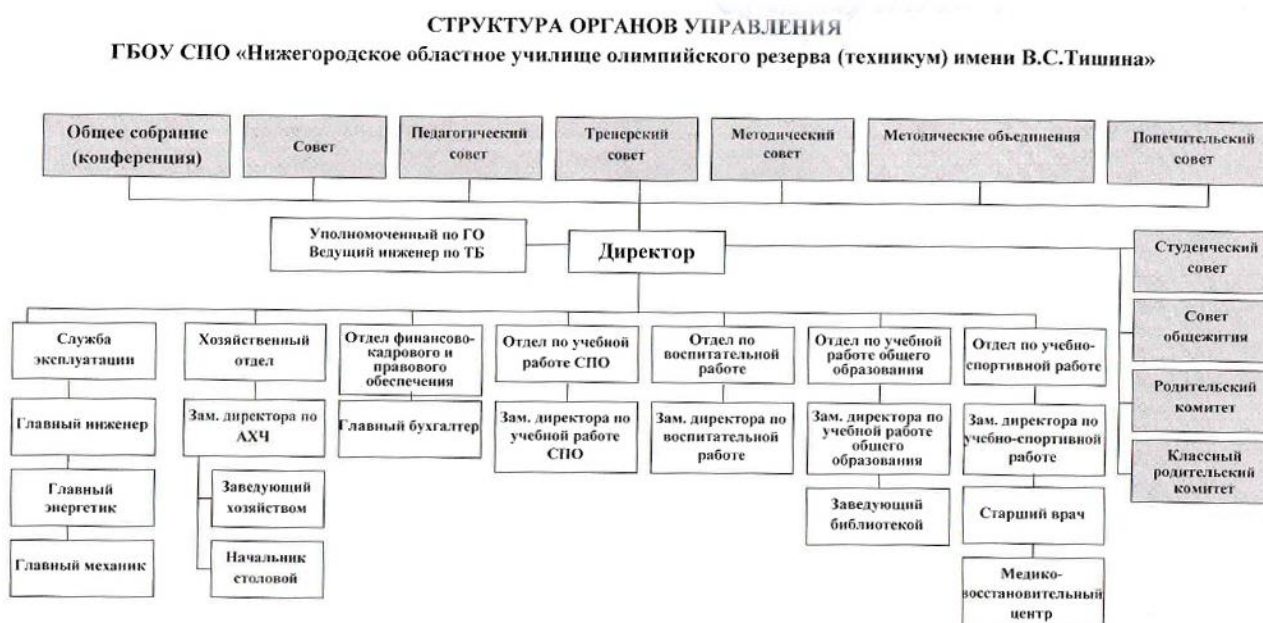 СТРУКТУРА ОРГАНОВ УПРАВЛЕНИЯ
ГБОУ СПО «Нижегородское областное училище олимпийского резерва (техникум) имени В.С.Тишина»
Общее собрание
(конференция)
Совет
Педагогический
совет
Тренерский
совет
Методический
совет
Методические объединения
Попечительский
совет
Уполномоченный по ГО
Ведущий инженер по ТБ
Директор
Студенческий
совет
Совет
общежития
Родительский
комитет
Классный
родительский
комитет
Служба
эксплуатации
Главный инженер
Главный
энергетик
Главный механик
Хозяйственный
отдел
Зам. директора по
АХЧ
Заведующий
хозяйством
Начальник
столовой
Отдел финансово-
кадрового и
правового
обеспечения
Главный бухгалтер
Отдел по учебной
работе СПО
Зам. директора по
учебной работе
СПО
Отдел по
воспитательной
работе
Зам. директора по
воспитательной
работе
Отдел по учебной
работе общего
образования
Зам. директора по
учебной работе
общего
образования
Заведующий
библиотекой
Отдел по учебно-
спортивной работе
Зам. директора по
учебно-спортивной
работе
Старший врач
Медико-
восстановительный
центр